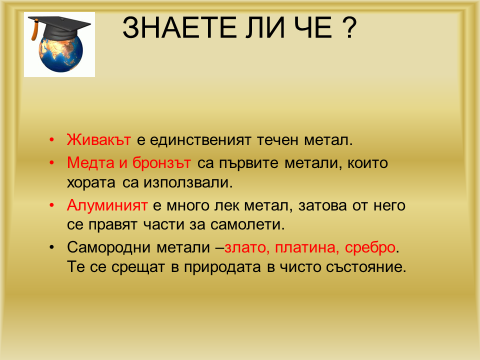 ЗНАЕТЕ ЛИ ЧЕ ?
• Живакът е единственият течен метал.
• Медта и бронзът са първите метали, които
хората са използвали.
• Алуминият е много лек метал, затова от него
се правят части за самолети.
• Самородни метали –злато, платина, сребро.
Те се срещат в природата в чисто състояние.